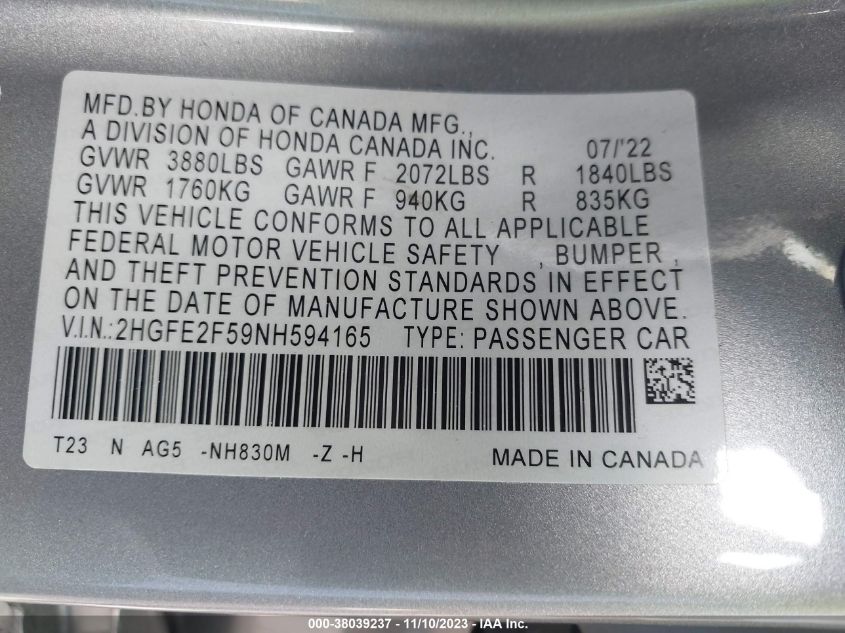 MFD.BY HONDA OF CANADA MFG.,
A DIVISION OF HONDA CANADA INC. 07/'22
GVWR 3880LBS GAWR F 2072LBS R 1840LBS
GVWR 1760KG GAWR F 940KG R 835KG
THIS VEHICLE CONFORMS TO ALL APPLICABLE
FEDERAL MOTOR VEHICLE SAFETY , BUMPER ,
AND THEFT PREVENTION STANDARDS IN EFFECT
ON THE DATE OF MANUFACTURE SHOWN ABOVE.
V.I.N.:2HGFE2F59NH594165 TYPE: PASSENGER CAR
T23 N AG5 -NH830M -Z -H MADE IN CANADA
000-38039237 - 11/10/2023 - IAA Inc.